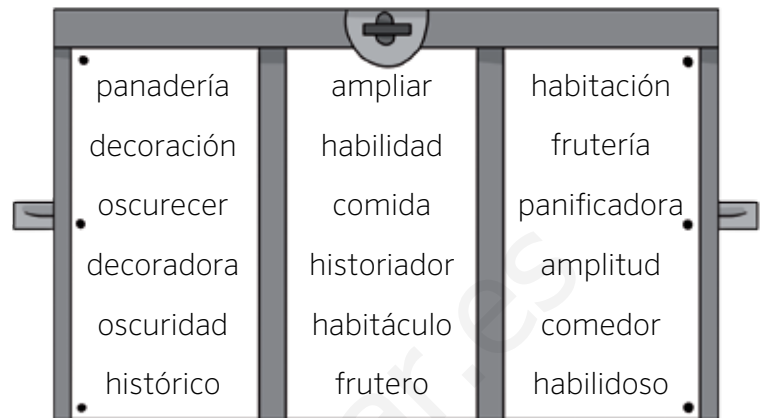 panadería ampliar habitación
decoración habilidad frutería
oscurecer comida panificadora
decoradora historiador amplitud
oscuridad habitáculo comedor
histórico frutero habilidoso